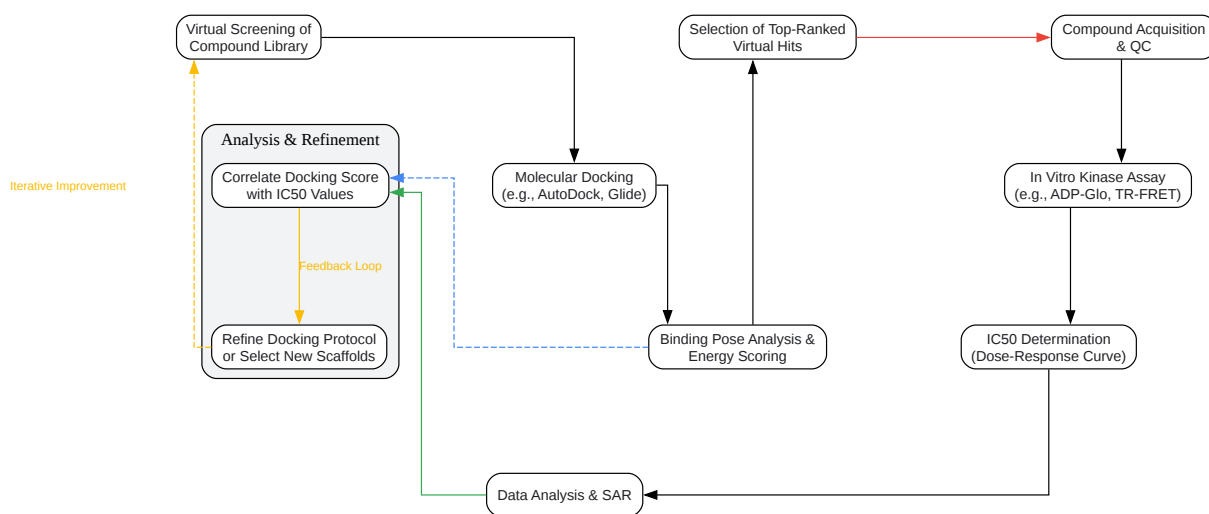 Virtual Screening of
Compound Library
Selection of Top-Ranked
Virtual Hits
Compound Acquisition
& QC
Analysis & Refinement
Correlate Docking Score
with IC50 Values
Molecular Docking
(e.g., AutoDock, Glide)
In Vitro Kinase Assay
(e.g., ADP-Glo, TR-FRET)
Iterative Improvement
Feedback Loop
Refine Docking Protocol
or Select New Scaffolds
Binding Pose Analysis &
Energy Scoring
IC50 Determination
(Dose-Response Curve)
Data Analysis & SAR